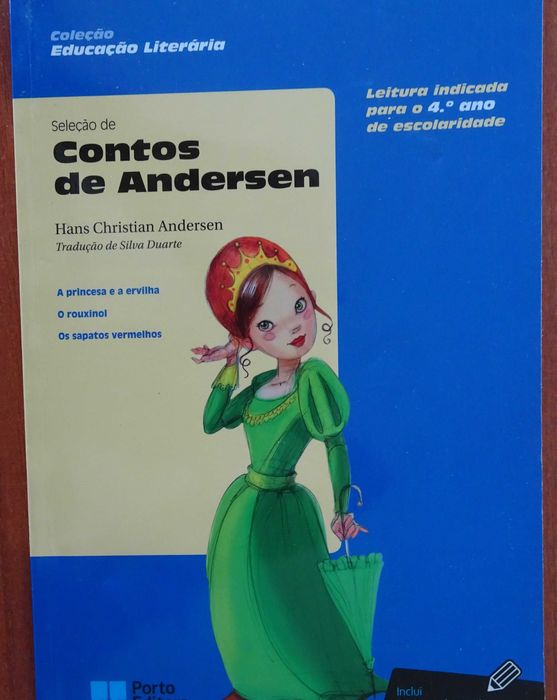 Coleção
Educação Literária
Leitura indicada
para o 4.º ano
de escolaridade
Seleção de
Contos
de Andersen
Hans Christian Andersen
Tradução de Silva Duarte
A princesa e a ervilha
O rouxinol
Os sapatos vermelhos
Porto
Inclui